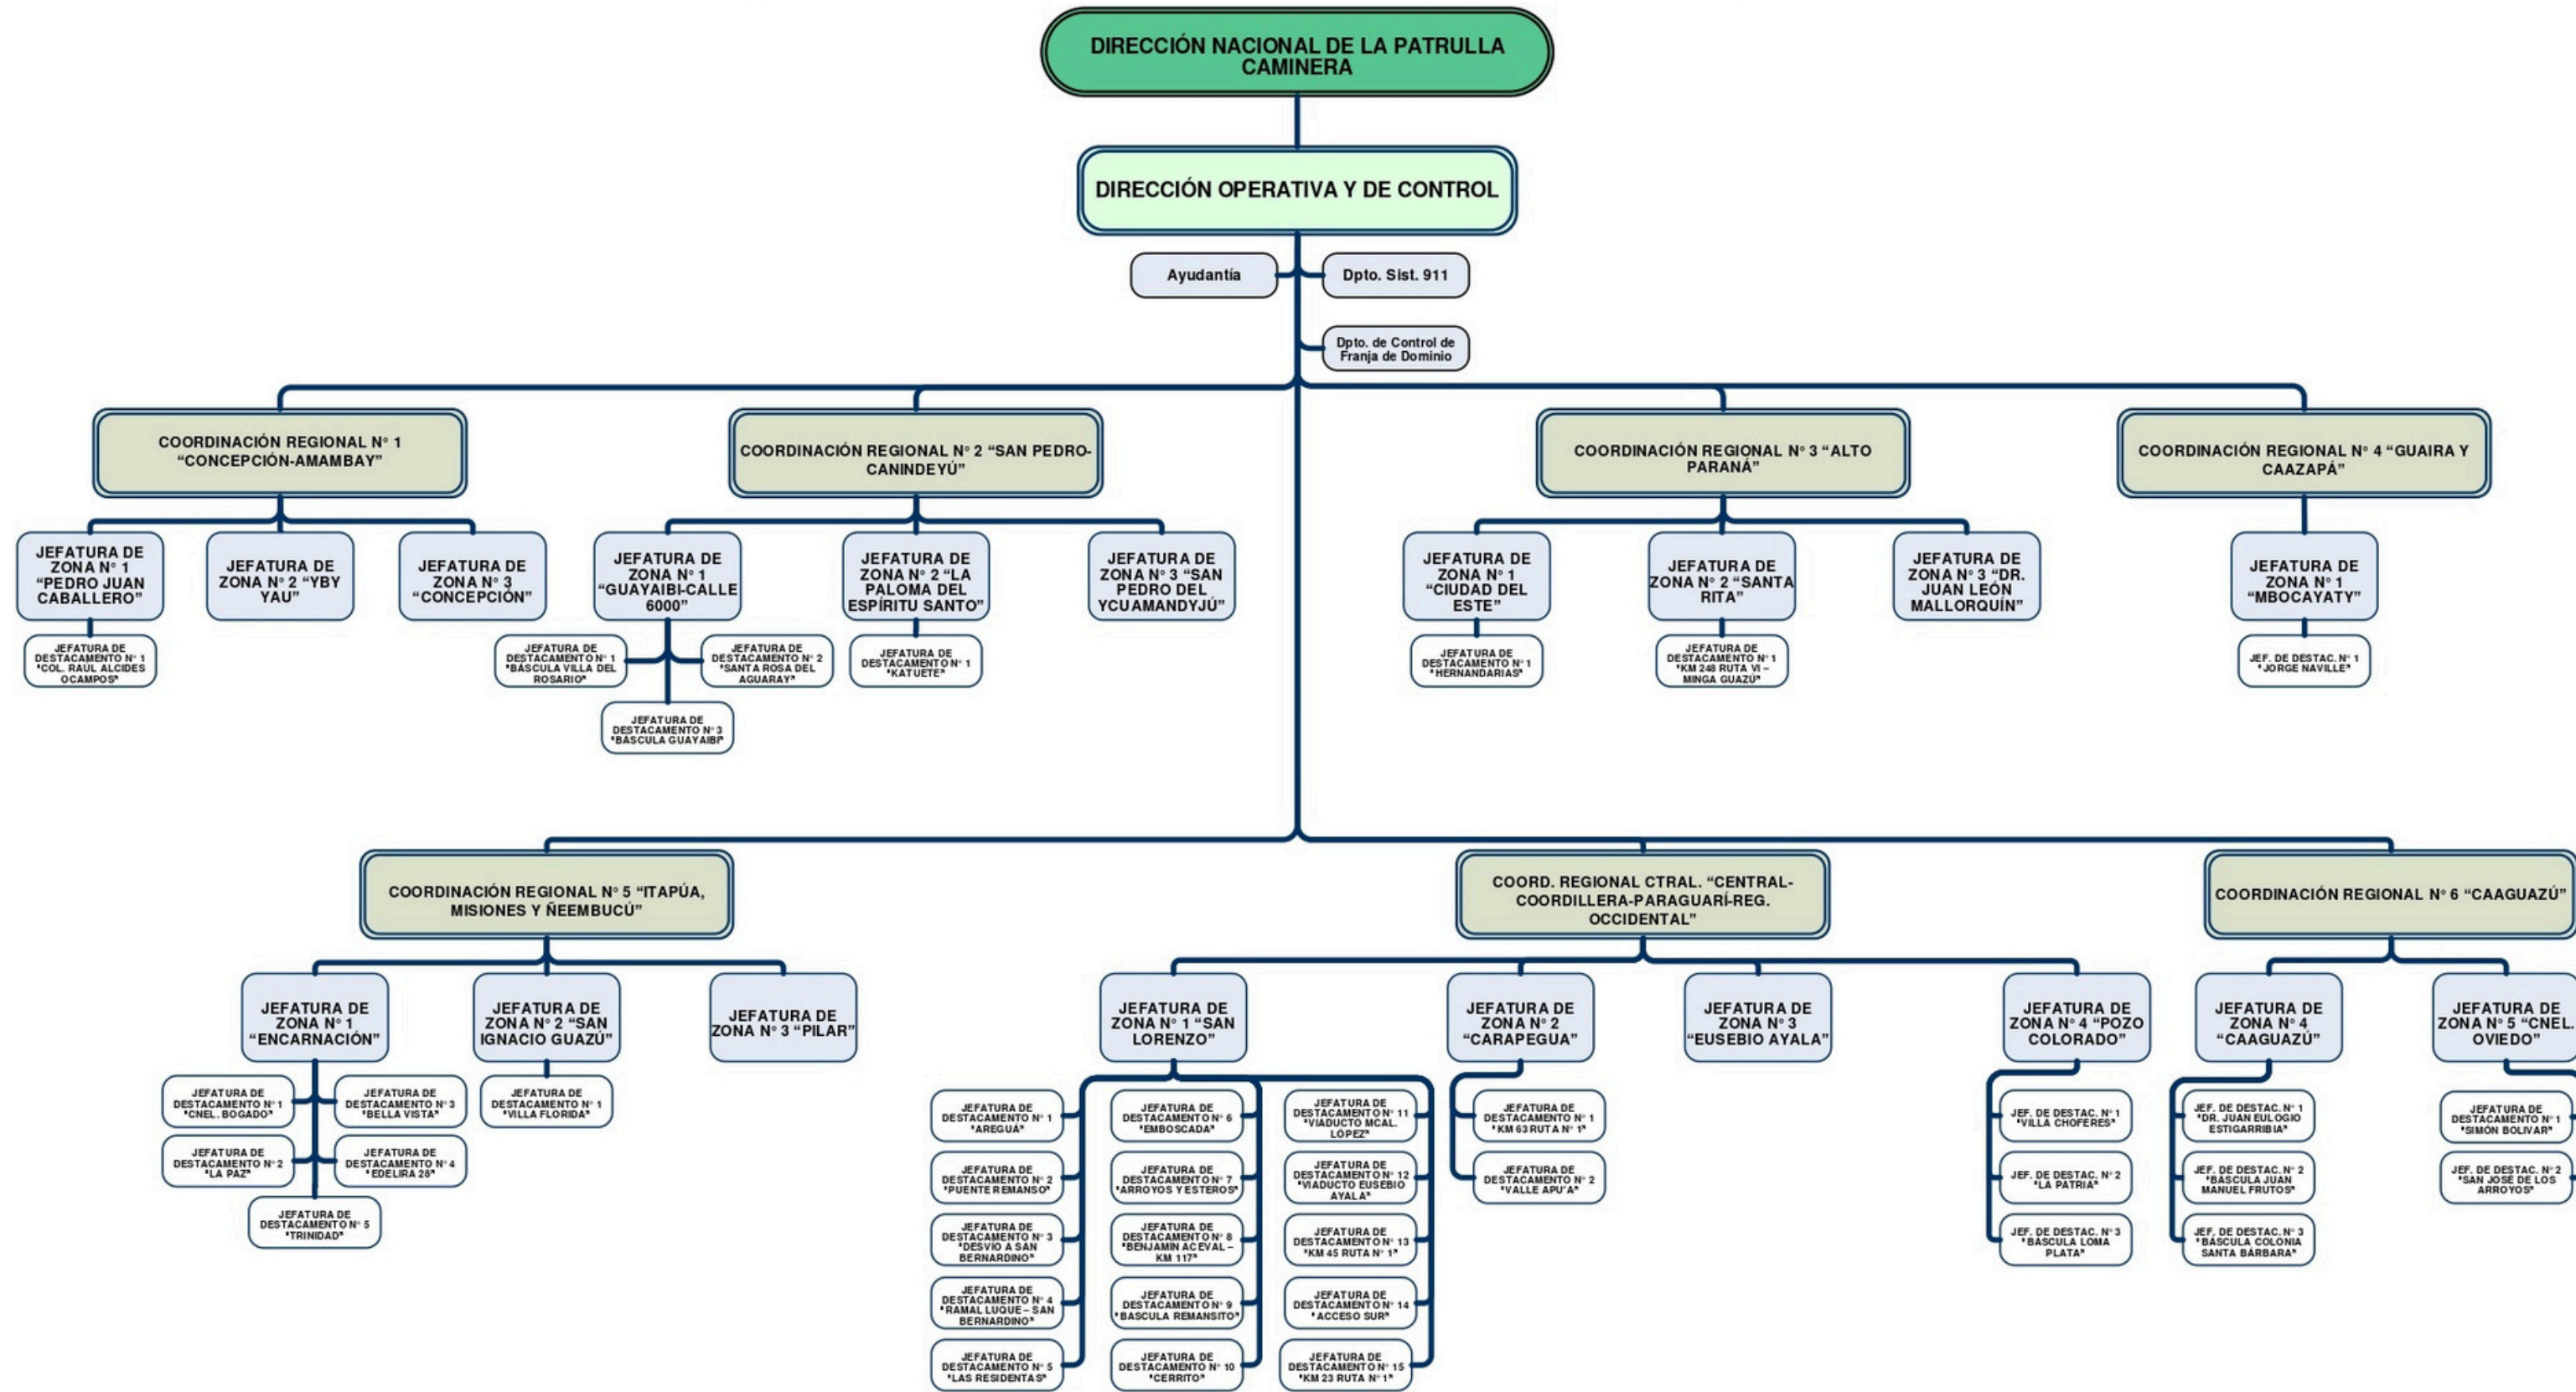 DIRECCIÓN NACIONAL DE LA PATRULLA
CAMINERA
DIRECCIÓN OPERATIVA Y DE CONTROL
Ayudantía
Dpto. Sist. 911
Dpto. de Control de
Franja de Dominio
COORDINACIÓN REGIONAL N° 1
“CONCEPCIÓN-AMAMBAY”
COORDINACIÓN REGIONAL N° 2 “SAN PEDRO-
CANINDEYÚ”
COORDINACIÓN REGIONAL N° 3 “ALTO
PARANÁ”
COORDINACIÓN REGIONAL N° 4 “GUAIRA Y
CAAZAPÁ”
JEFATURA DE
ZONA N° 1
“PEDRO JUAN
CABALLERO”
JEFATURA DE
ZONA N° 2 “YBY
YAU”
JEFATURA DE
ZONA N° 3
“CONCEPCIÓN”
JEFATURA DE
ZONA N° 1
“GUAYAIBI-CALLE
6000”
JEFATURA DE
ZONA N° 2 “LA
PALOMA DEL
ESPÍRITU SANTO”
JEFATURA DE
ZONA N° 3 “SAN
PEDRO DEL
YCUAMANDYJÚ”
JEFATURA DE
ZONA N° 1
“CIUDAD DEL
ESTE”
JEFATURA DE
ZONA N° 2 “SANTA
RITA”
JEFATURA DE
ZONA N° 3 “DR.
JUAN LEÓN
MALLORQUÍN”
JEFATURA DE
ZONA N° 1
“MBOCAYATY”
JEFATURA DE
DESTACAMENTO N° 1
“COL. RAÚL ALCIDES
OCAMPOS”
JEFATURA DE
DESTACAMENTO N° 1
“BÁSCULA VILLA DEL
ROSARIO”
JEFATURA DE
DESTACAMENTO N° 2
“SANTA ROSA DEL
AGUARAY”
JEFATURA DE
DESTACAMENTO N° 1
“KATUETE”
JEFATURA DE
DESTACAMENTO N° 1
“HERNANDARIAS”
JEFATURA DE
DESTACAMENTO N° 1
“KM 248 RUTA VI –
MINGA GUAZÚ”
JEF. DE DESTAC. N° 1
“JORGE NAVILLE”
JEFATURA DE
DESTACAMENTO N° 3
“BÁSCULA GUAYAIBI”
COORDINACIÓN REGIONAL N° 5 “ITAPÚA,
MISIONES Y ÑEEMBUCÚ”
COORD. REGIONAL CTRAL. “CENTRAL-
COORDILLERA-PARAGUARÍ-REG.
OCCIDENTAL”
COORDINACIÓN REGIONAL N° 6 “CAAGUAZÚ”
JEFATURA DE
ZONA N° 1
“ENCARNACIÓN”
JEFATURA DE
ZONA N° 2 “SAN
IGNACIO GUAZÚ”
JEFATURA DE
ZONA N° 3 “PILAR”
JEFATURA DE
ZONA N° 1 “SAN
LORENZO”
JEFATURA DE
ZONA N° 2
“CARAPEGUA”
JEFATURA DE
ZONA N° 3
“EUSEBIO AYALA”
JEFATURA DE
ZONA N° 4 “POZO
COLORADO”
JEFATURA DE
ZONA N° 4
“CAAGUAZÚ”
JEFATURA DE
ZONA N° 5 “CNEL.
OVIEDO”
JEFATURA DE
DESTACAMENTO N° 1
“CNEL. BOGADO”
JEFATURA DE
DESTACAMENTO N° 3
“BELLA VISTA”
JEFATURA DE
DESTACAMENTO N° 2
“LA PAZ”
JEFATURA DE
DESTACAMENTO N° 4
“EDELIRA 28”
JEFATURA DE
DESTACAMENTO N° 5
“TRINIDAD”
JEFATURA DE
DESTACAMENTO N° 1
“VILLA FLORIDA”
JEFATURA DE
DESTACAMENTO N° 1
“AREGUÁ”
JEFATURA DE
DESTACAMENTO N° 2
“PUENTE REMANSO”
JEFATURA DE
DESTACAMENTO N° 3
“DESVÍO A SAN
BERNARDINO”
JEFATURA DE
DESTACAMENTO N° 4
“RAMAL LUQUE – SAN
BERNARDINO”
JEFATURA DE
DESTACAMENTO N° 5
“LAS RESIDENTAS”
JEFATURA DE
DESTACAMENTO N° 6
“EMBOSCADA”
JEFATURA DE
DESTACAMENTO N° 7
“ARROYOS Y ESTEROS”
JEFATURA DE
DESTACAMENTO N° 8
“BENJAMÍN ACEVAL –
KM 117”
JEFATURA DE
DESTACAMENTO N° 9
“BASCULA REMANSITO”
JEFATURA DE
DESTACAMENTO N° 10
“CERRITO”
JEFATURA DE
DESTACAMENTO N° 11
“VIADUCTO MCAL.
LÓPEZ”
JEFATURA DE
DESTACAMENTO N° 12
“VIADUCTO EUSEBIO
AYALA”
JEFATURA DE
DESTACAMENTO N° 13
“KM 45 RUTA N° 1”
JEFATURA DE
DESTACAMENTO N° 14
“ACCESO SUR”
JEFATURA DE
DESTACAMENTO N° 15
“KM 23 RUTA N° 1”
JEFATURA DE
DESTACAMENTO N° 1
“KM 63 RUTA N° 1”
JEFATURA DE
DESTACAMENTO N° 2
“VALLE APU’A”
JEF. DE DESTAC. N° 1
“VILLA CHOFERES”
JEF. DE DESTAC. N° 2
“LA PATRIA”
JEF. DE DESTAC. N° 3
“BÁSCULA LOMA
PLATA”
JEF. DE DESTAC. N° 1
“DR. JUAN EULOGIO
ESTIGARRIBIA”
JEF. DE DESTAC. N° 2
“BÁSCULA JUAN
MANUEL FRUTOS”
JEF. DE DESTAC. N° 3
“BÁSCULA COLONIA
SANTA BÁRBARA”
JEFATURA DE
DESTACAMENTO N° 1
“SIMÓN BOLIVAR”
JEF. DE DESTAC. N° 2
“SAN JOSÉ DE LOS
ARROYOS”